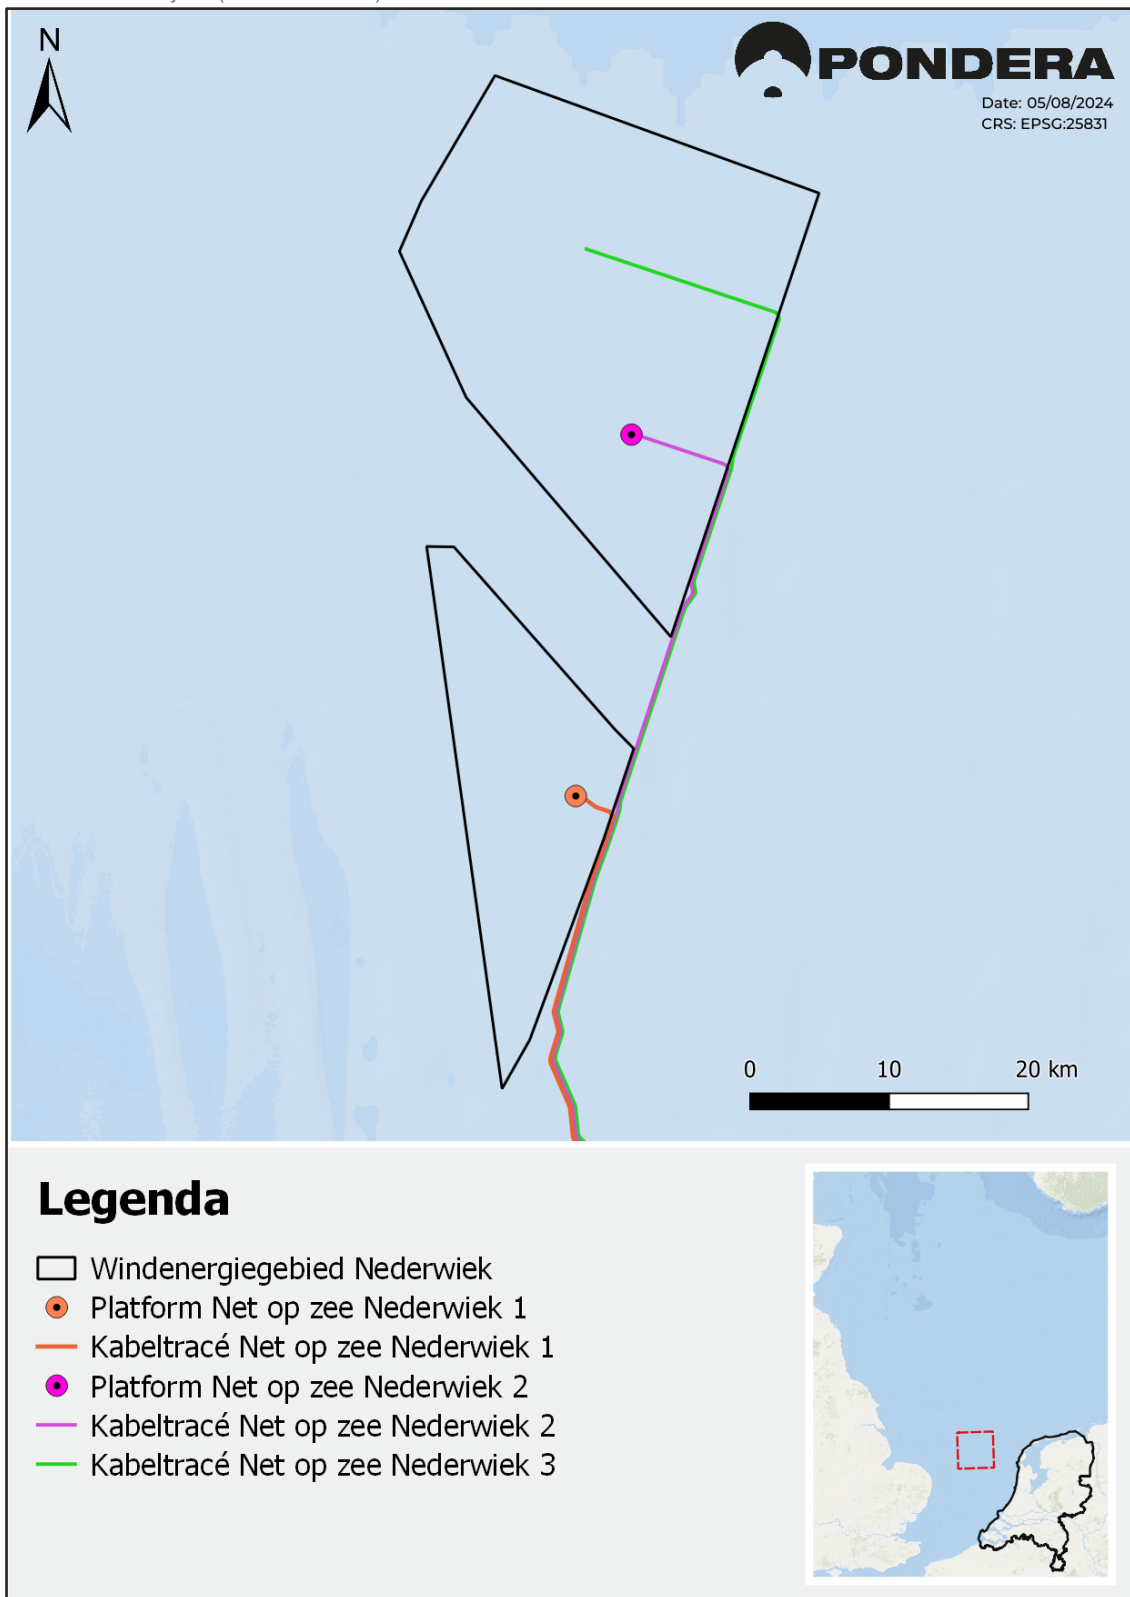 N
PONDERA
Date: 05/08/2024
CRS: EPSG:25831
0 10 20 km
Legenda
Windenergiegebied Nederwiek
Platform Net op zee Nederwiek 1
Kabeltracé Net op zee Nederwiek 1
Platform Net op zee Nederwiek 2
Kabeltracé Net op zee Nederwiek 2
Kabeltracé Net op zee Nederwiek 3